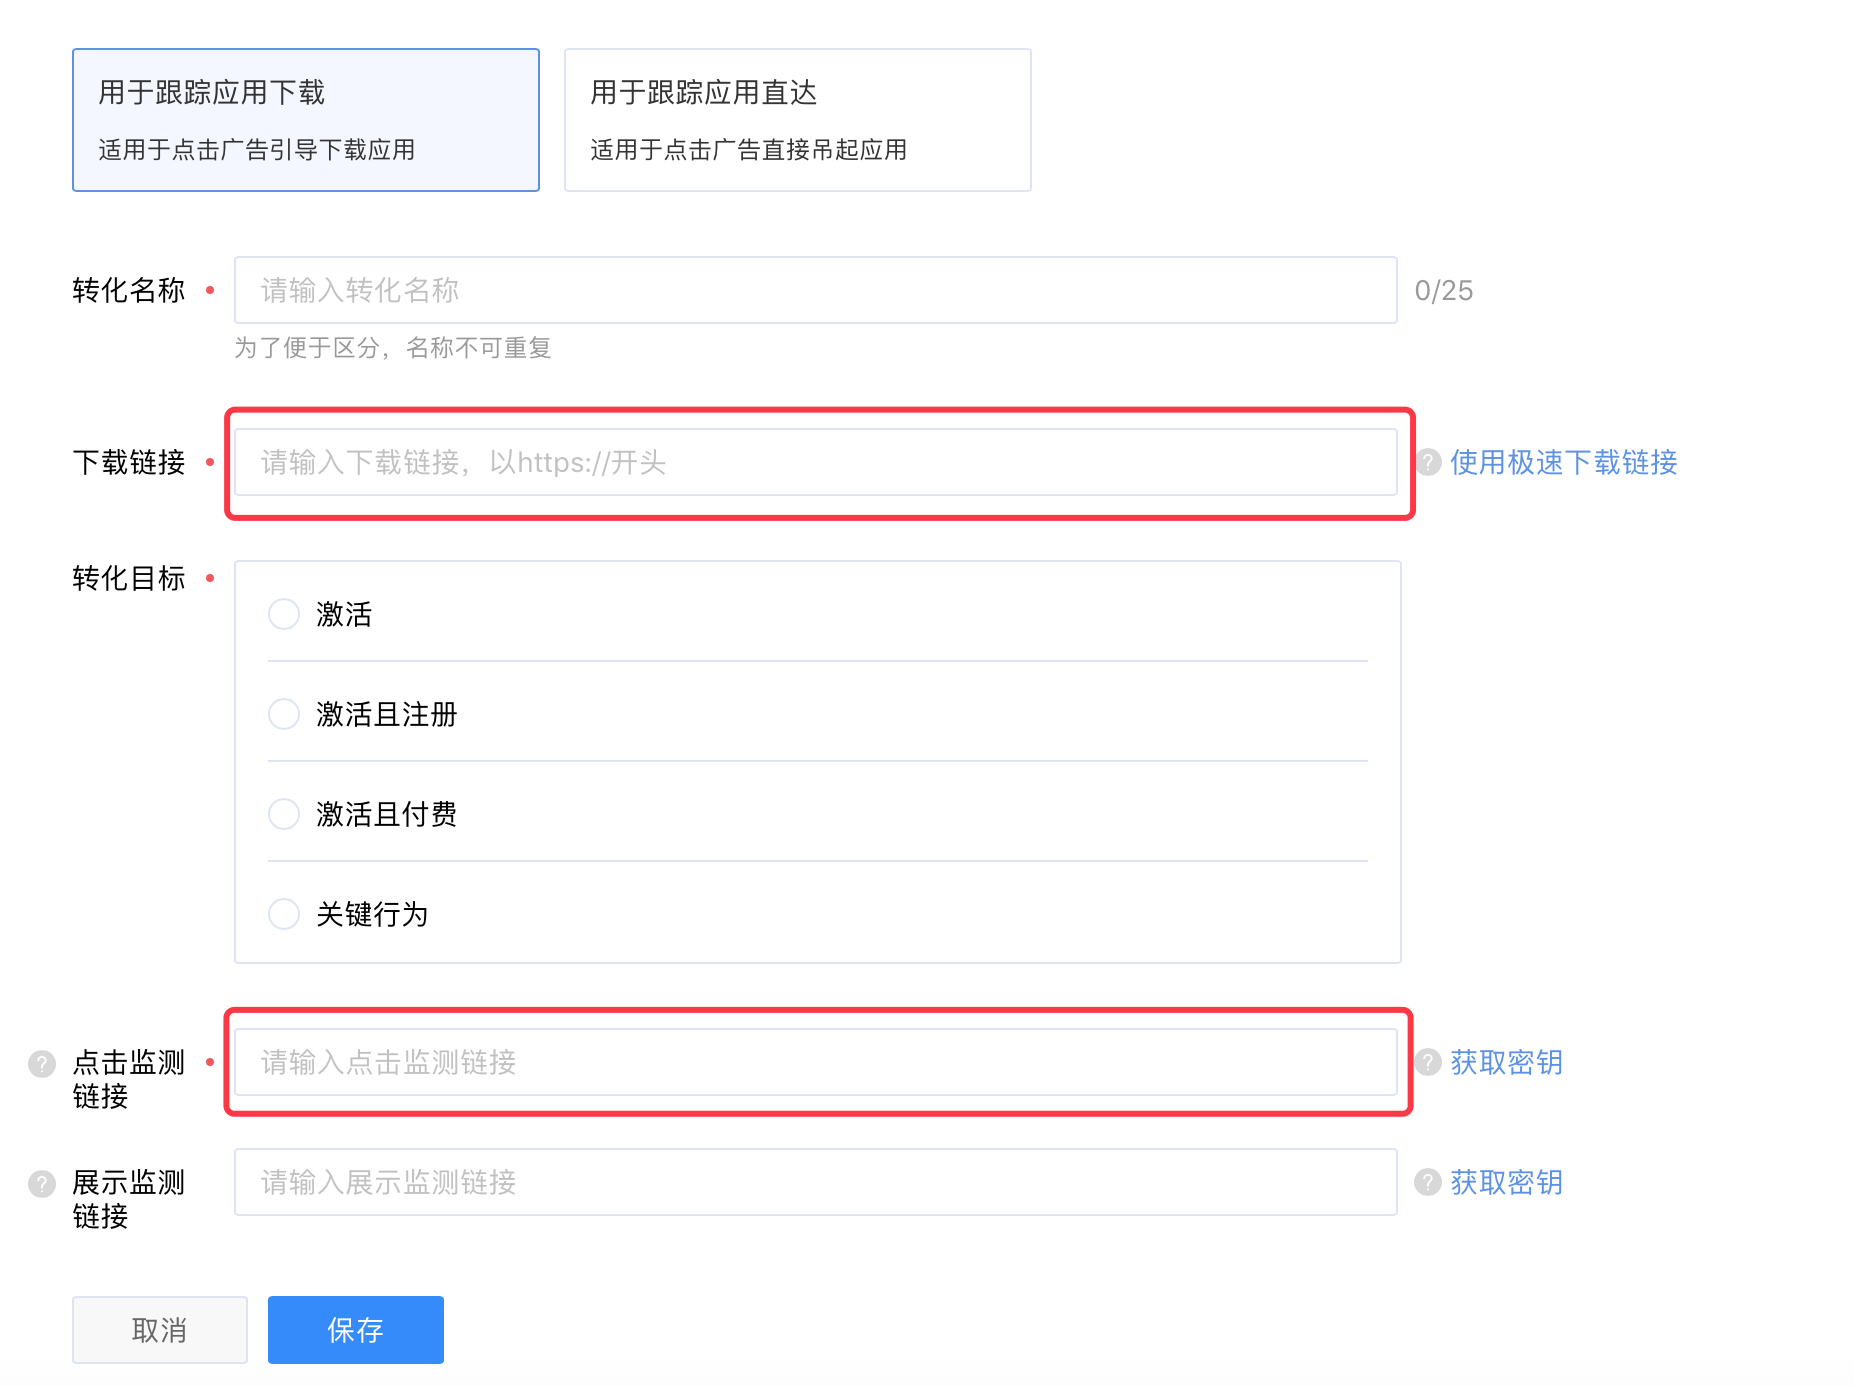 用于跟踪应用下载
适用于点击广告引导下载应用
用于跟踪应用直达
适用于点击广告直接吊起应用
转化名称
请输入转化名称
0/25
为了便于区分，名称不可重复
下载链接
请输入下载链接，以https://开头
? 使用极速下载链接
转化目标
激活
激活且注册
激活且付费
关键行为
? 点击监测
链接
请输入点击监测链接
? 获取密钥
? 展示监测
链接
请输入展示监测链接
? 获取密钥
取消
保存